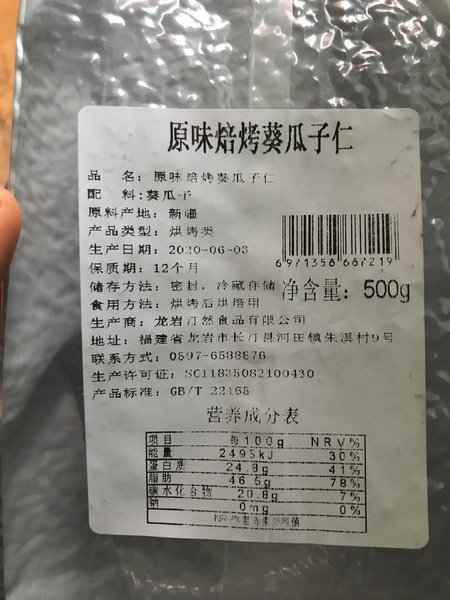 原味焙烤葵瓜子仁
品 名：原味焙烤葵瓜子仁
配 料：葵瓜子
原料产地：新疆
产品类型：烘烤类
生产日期：2020-06-03
保质期：12个月
储存方法：密封，冷藏存储
食用方法：烘烤后烘焙用
6971358687219
净含量：500g
生产商：龙岩汀然食品有限公司
地址：福建省龙岩市长汀县河田镇朱溪村9号
联系方式：0597-6588876
生产许可证：SC11835082100430
产品标准：GB/T 22165
营养成分表
项目 每100g NRV%
能量 2495kJ 30%
蛋白质 24.8g 41%
脂肪 46.5g 78%
碳水化合物 20.8g 7%
钠 0mg 0%